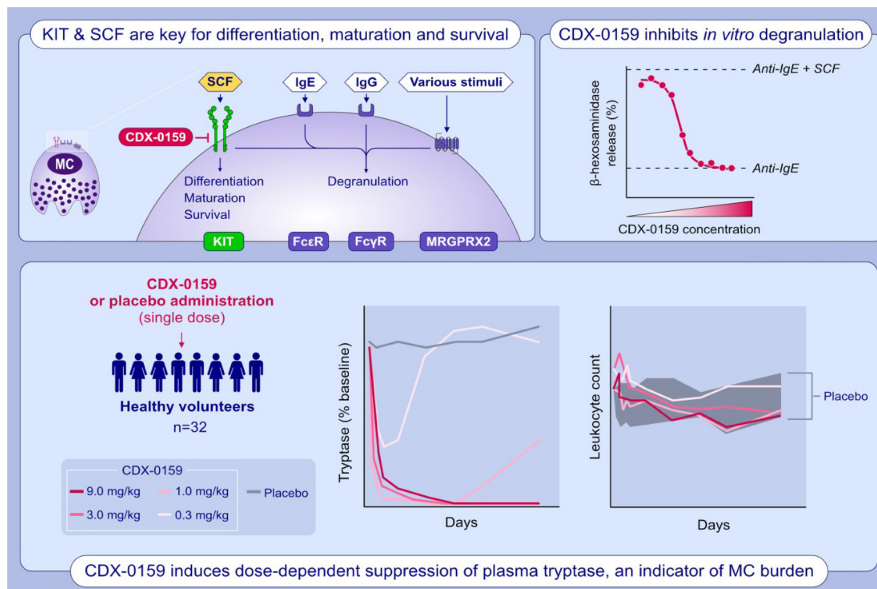 KIT & SCF are key for differentiation, maturation and survival
SCF
IgE
IgG
Various stimuli
CDX-0159
MC
Differentiation
Maturation
Survival
Degranulation
KIT
FcεR
FcγR
MRGPRX2
CDX-0159 inhibits in vitro degranulation
β-hexosaminidase
release (%)
Anti-IgE + SCF
Anti-IgE
CDX-0159 concentration
CDX-0159
or placebo administration
(single dose)
Healthy volunteers
n=32
CDX-0159
9.0 mg/kg
1.0 mg/kg
Placebo
3.0 mg/kg
0.3 mg/kg
Tryptase (% baseline)
Days
Leukocyte count
Placebo
Days
CDX-0159 induces dose-dependent suppression of plasma tryptase, an indicator of MC burden